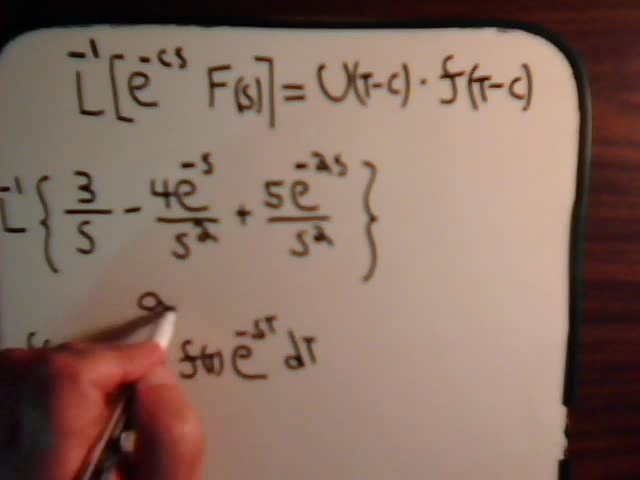 L⁻¹[e⁻ᶜˢ F(s)] = U(T-C) · f(T-C)
L⁻¹{3/S - 4e⁻ˢ/S² + 5e⁻²ˢ/S²}
f(t) e⁻ˢᵀ dT